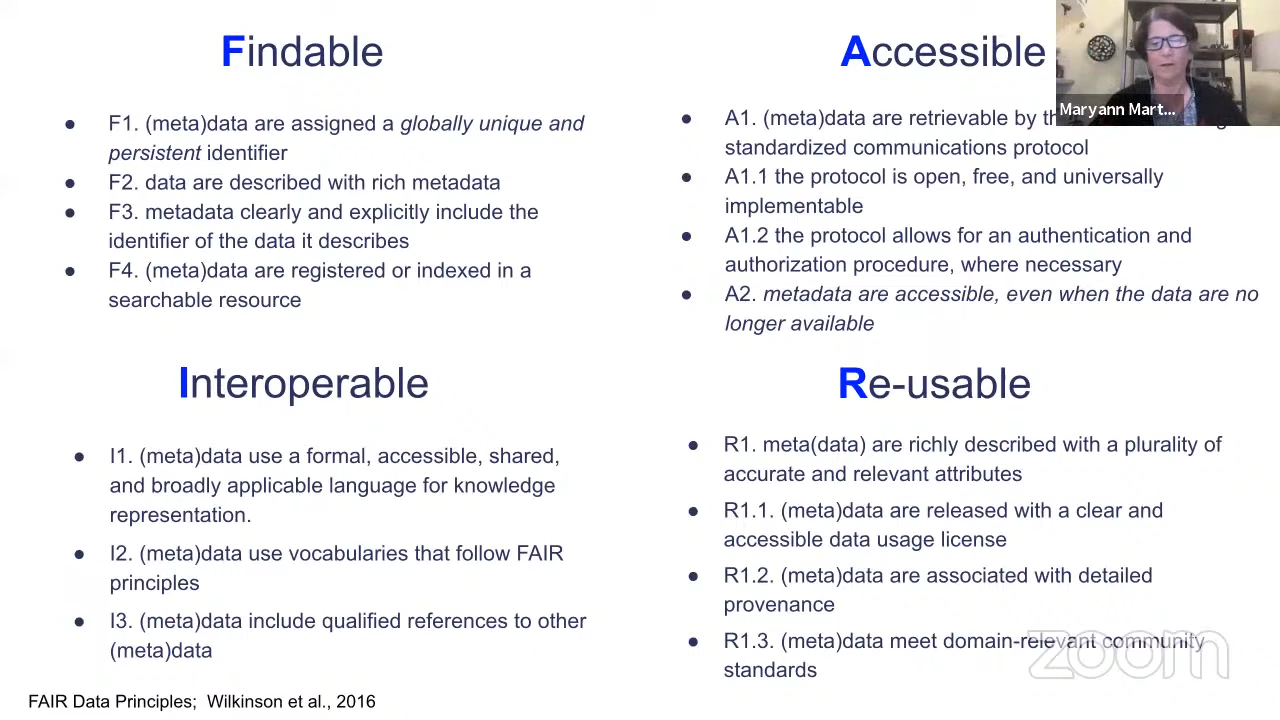 Findable
● F1. (meta)data are assigned a globally unique and
persistent identifier
● F2. data are described with rich metadata
● F3. metadata clearly and explicitly include the
identifier of the data it describes
● F4. (meta)data are registered or indexed in a
searchable resource
Accessible
● A1. (meta)data are retrievable by
standardized communications protocol
● A1.1 the protocol is open, free, and universally
implementable
● A1.2 the protocol allows for an authentication and
authorization procedure, where necessary
● A2. metadata are accessible, even when the data are no
longer available
Maryann Mart...
Interoperable
● I1. (meta)data use a formal, accessible, shared,
and broadly applicable language for knowledge
representation.
● I2. (meta)data use vocabularies that follow FAIR
principles
● I3. (meta)data include qualified references to other
(meta)data
Re-usable
● R1. meta(data) are richly described with a plurality of
accurate and relevant attributes
● R1.1. (meta)data are released with a clear and
accessible data usage license
● R1.2. (meta)data are associated with detailed
provenance
● R1.3. (meta)data meet domain-relevant community
standards
zoom
FAIR Data Principles; Wilkinson et al., 2016